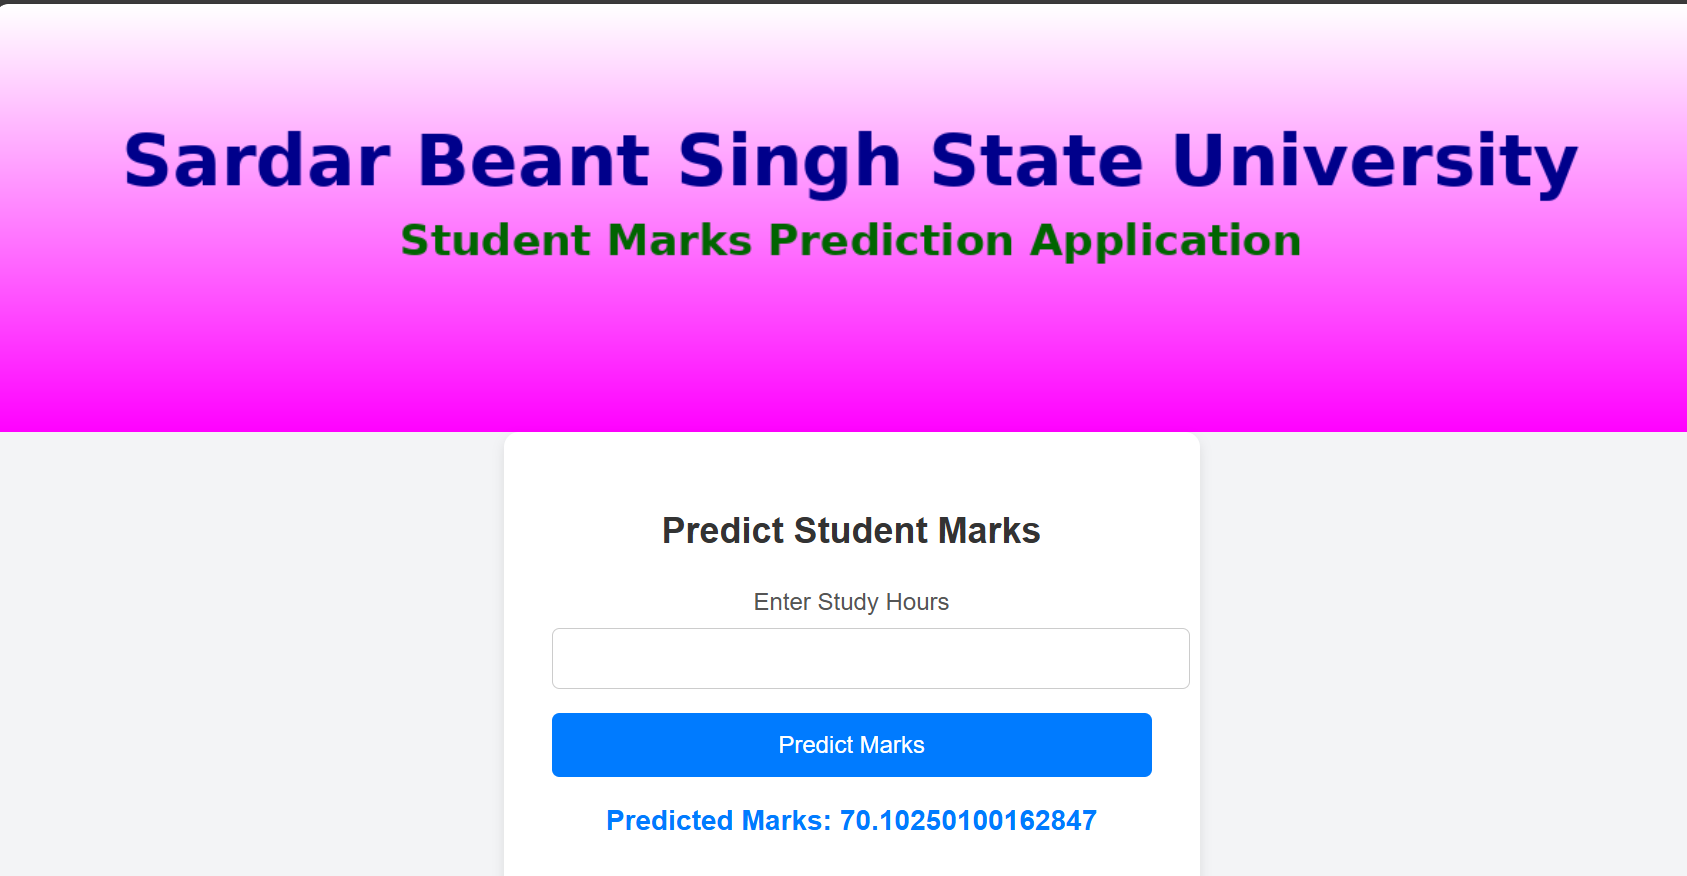 Sardar Beant Singh State University
Student Marks Prediction Application
Predict Student Marks
Enter Study Hours
Predict Marks
Predicted Marks: 70.10250100162847